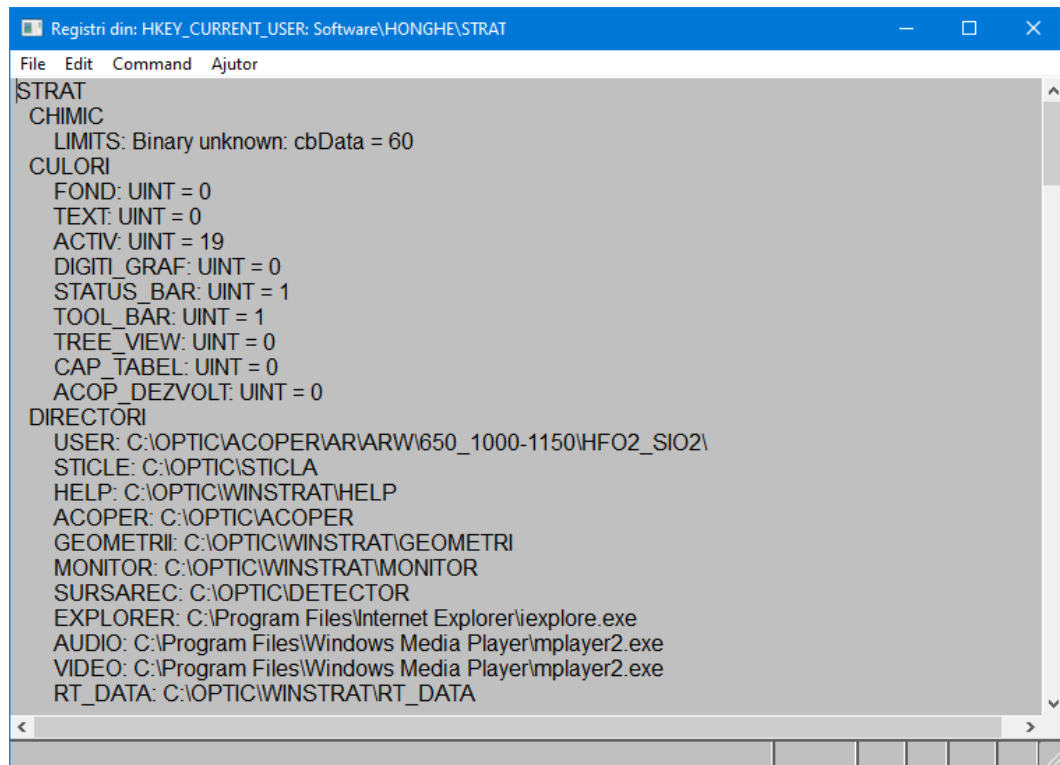 Registri din: HKEY_CURRENT_USER: Software\HONGHE\STRAT
File Edit Command Ajutor
STRAT
CHIMIC
LIMITS: Binary unknown: cbData = 60
CULORI
FOND: UINT = 0
TEXT: UINT = 0
ACTIV: UINT = 19
DIGITI_GRAF: UINT = 0
STATUS_BAR: UINT = 1
TOOL_BAR: UINT = 1
TREE_VIEW: UINT = 0
CAP_TABEL: UINT = 0
ACOP_DEZVOLT: UINT = 0
DIRECTORI
USER: C:\OPTIC\ACOPER\AR\ARW\650_1000-1150\HFO2_SIO2\
STICLE: C:\OPTIC\STICLA
HELP: C:\OPTIC\WINSTRAT\HELP
ACOPER: C:\OPTIC\ACOPER
GEOMETRII: C:\OPTIC\WINSTRAT\GEOMETRI
MONITOR: C:\OPTIC\WINSTRAT\MONITOR
SURSAREC: C:\OPTIC\DETECTOR
EXPLORER: C:\Program Files\Internet Explorer\iexplore.exe
AUDIO: C:\Program Files\Windows Media Player\mplayer2.exe
VIDEO: C:\Program Files\Windows Media Player\mplayer2.exe
RT_DATA: C:\OPTIC\WINSTRAT\RT_DATA